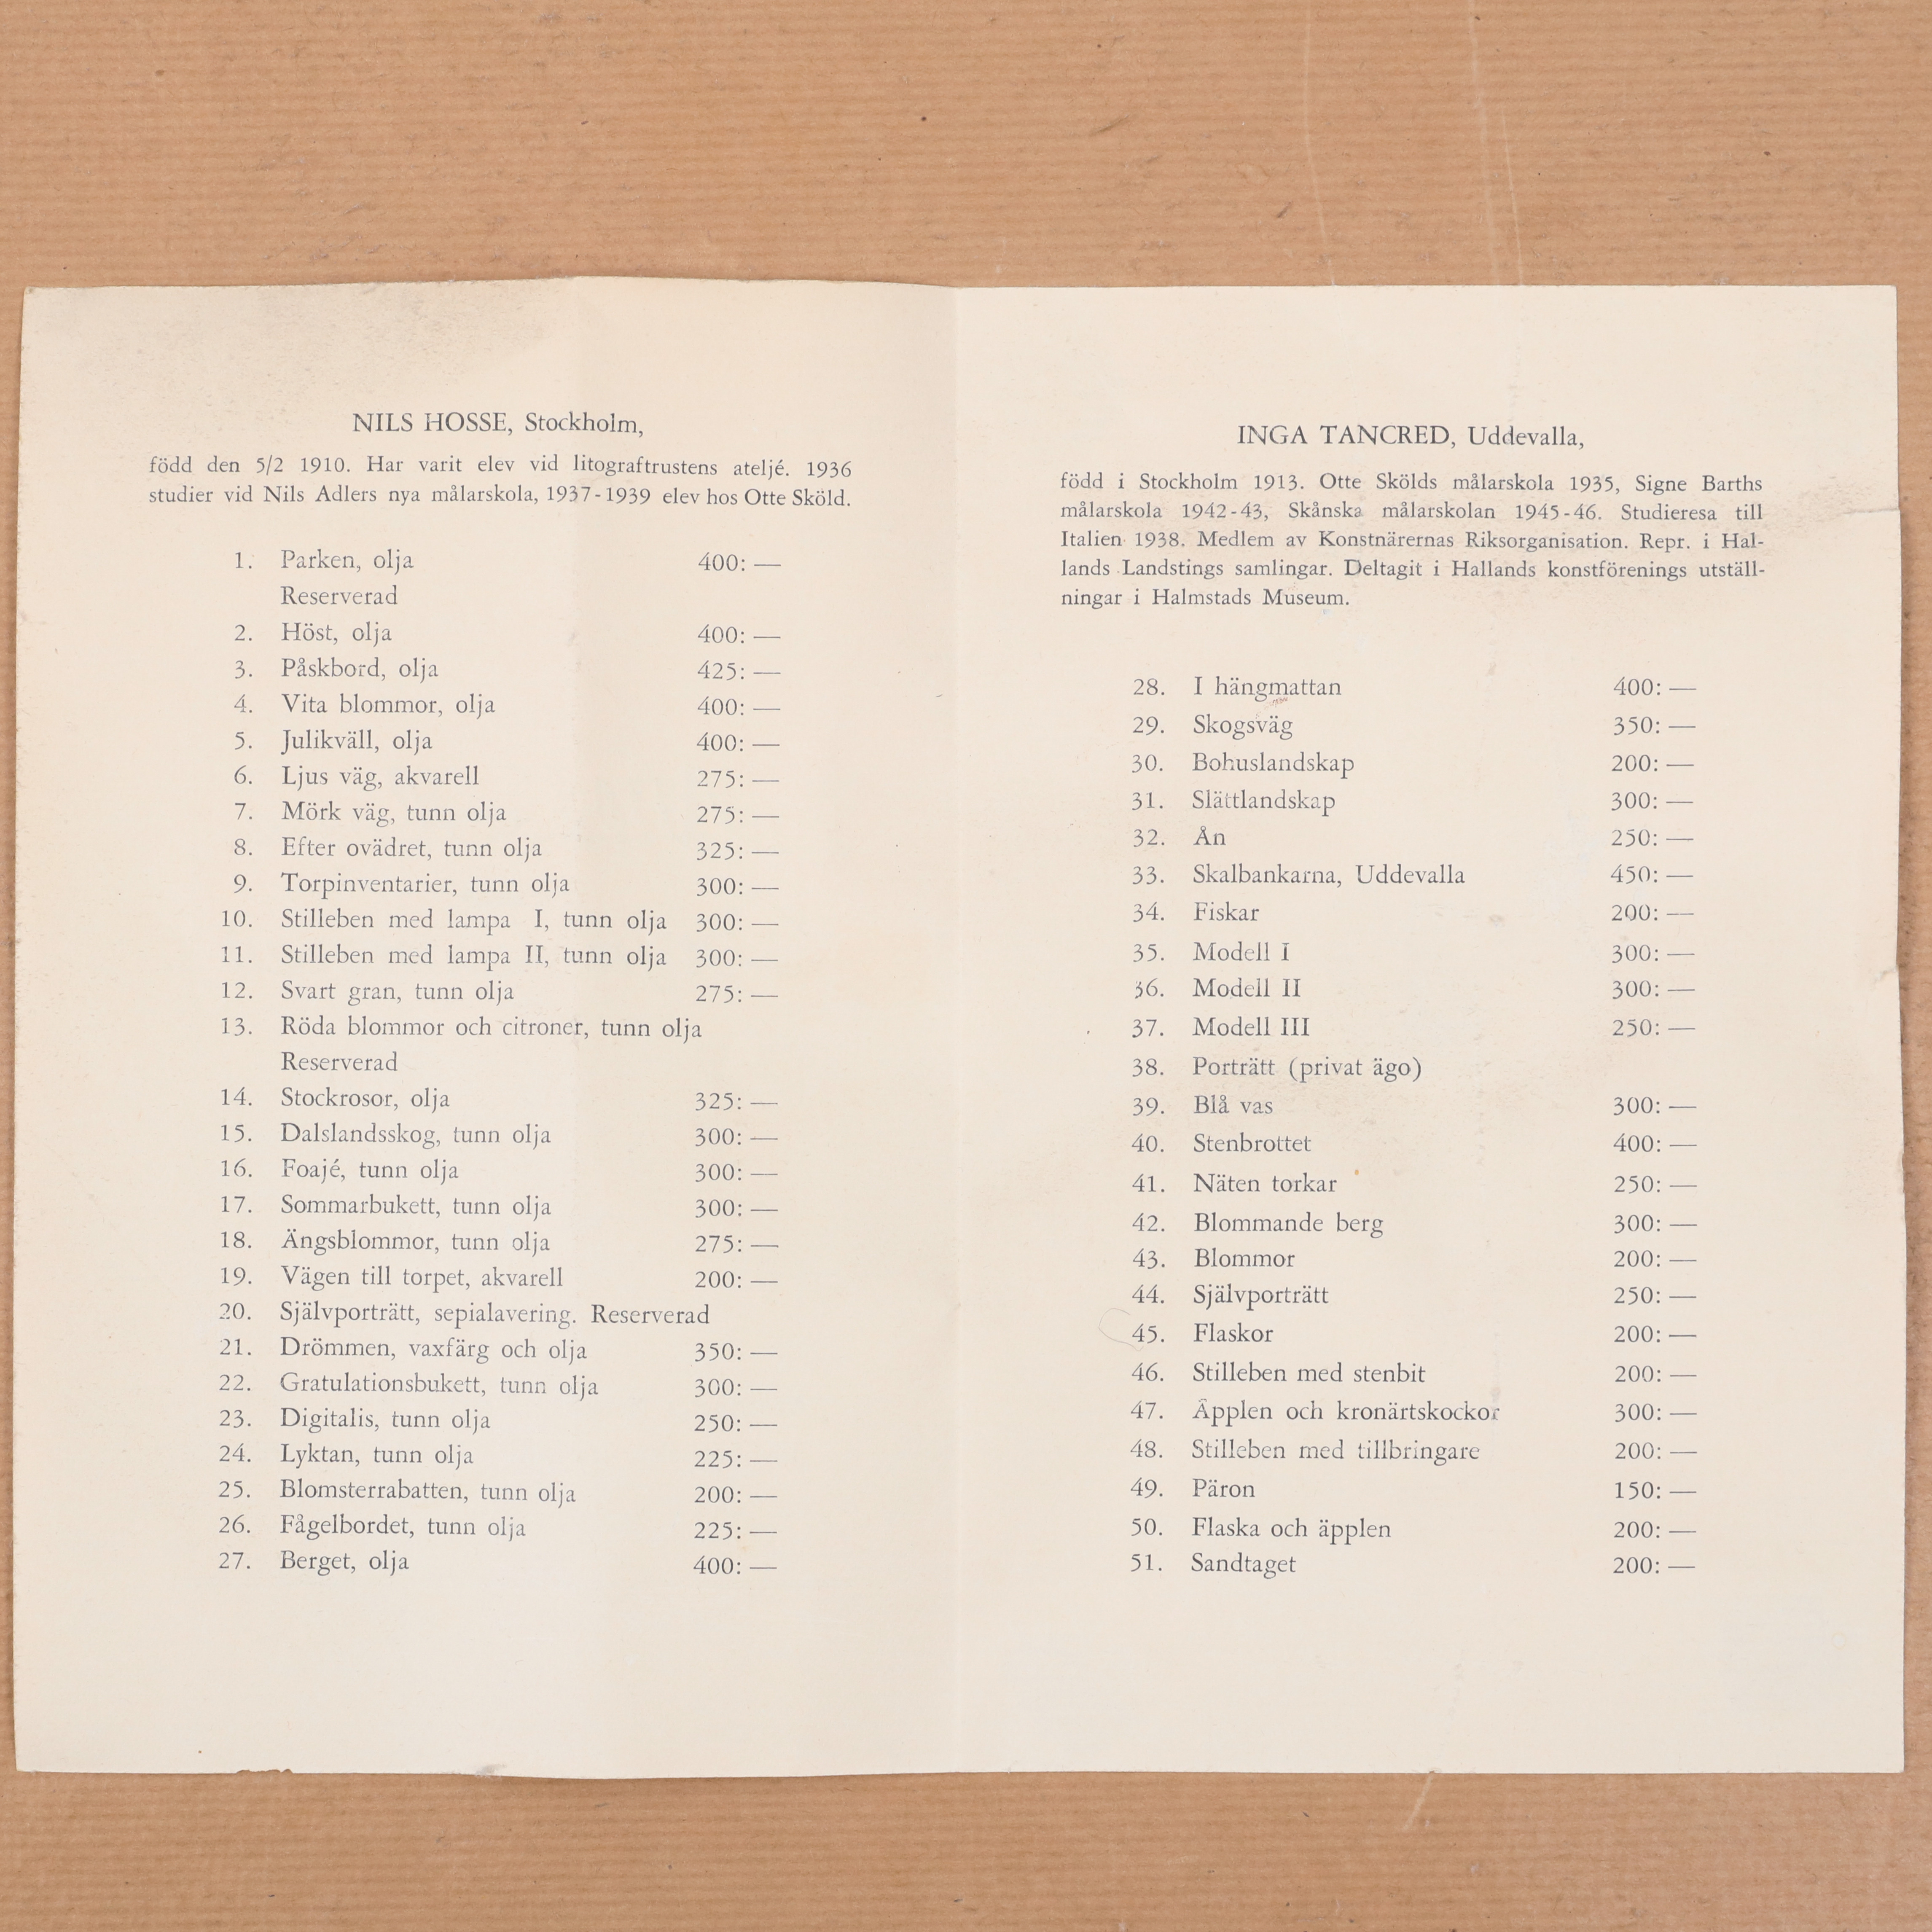 NILS HOSSE, Stockholm,
född den 5/2 1910. Har varit elev vid litograftrustens ateljé. 1936
studier vid Nils Adlers nya målarskola, 1937-1939 elev hos Otte Sköld.
1. Parken, olja 400: —
Reserverad
2. Höst, olja 400: —
3. Påskbord, olja 425: —
4. Vita blommor, olja 400: —
5. Julikväll, olja 400: —
6. Ljus väg, akvarell 275: —
7. Mörk väg, tunn olja 275: —
8. Efter ovädret, tunn olja 325: —
9. Torpinventarier, tunn olja 300: —
10. Stilleben med lampa I, tunn olja 300: —
11. Stilleben med lampa II, tunn olja 300: —
12. Svart gran, tunn olja 275: —
13. Röda blommor och citroner, tunn olja
Reserverad
14. Stockrosor, olja 325: —
15. Dalslandsskog, tunn olja 300: —
16. Foajé, tunn olja 300: —
17. Sommarbukett, tunn olja 300: —
18. Ängsblommor, tunn olja 275: —
19. Vägen till torpet, akvarell 200: —
20. Självporträtt, sepialavering. Reserverad
21. Drömmen, vaxfärg och olja 350: —
22. Gratulationsbukett, tunn olja 300: —
23. Digitalis, tunn olja 250: —
24. Lyktan, tunn olja 225: —
25. Blomsterrabatten, tunn olja 200: —
26. Fågelbordet, tunn olja 225: —
27. Berget, olja 400: —
INGA TANCRED, Uddevalla,
född i Stockholm 1913. Otte Skölds målarskola 1935, Signe Barths
målarskola 1942-43, Skånska målarskolan 1945-46. Studieresa till
Italien 1938. Medlem av Konstnärernas Riksorganisation. Repr. i Hal-
lands Landstings samlingar. Deltagit i Hallands konstförenings utställ-
ningar i Halmstads Museum.
28. I hängmattan 400: —
29. Skogsväg 350: —
30. Bohuslandskap 200: —
31. Slättlandskap 300: —
32. Ån 250: —
33. Skalbankarna, Uddevalla 450: —
34. Fiskar 200: —
35. Modell I 300: —
36. Modell II 300: —
37. Modell III 250: —
38. Porträtt (privat ägo)
39. Blå vas 300: —
40. Stenbrottet 400: —
41. Näten torkar 250: —
42. Blommande berg 300: —
43. Blommor 200: —
44. Självporträtt 250: —
45. Flaskor 200: —
46. Stilleben med stenbit 200: —
47. Äpplen och kronärtskockor 300: —
48. Stilleben med tillbringare 200: —
49. Päron 150: —
50. Flaska och äpplen 200: —
51. Sandtaget 200: —